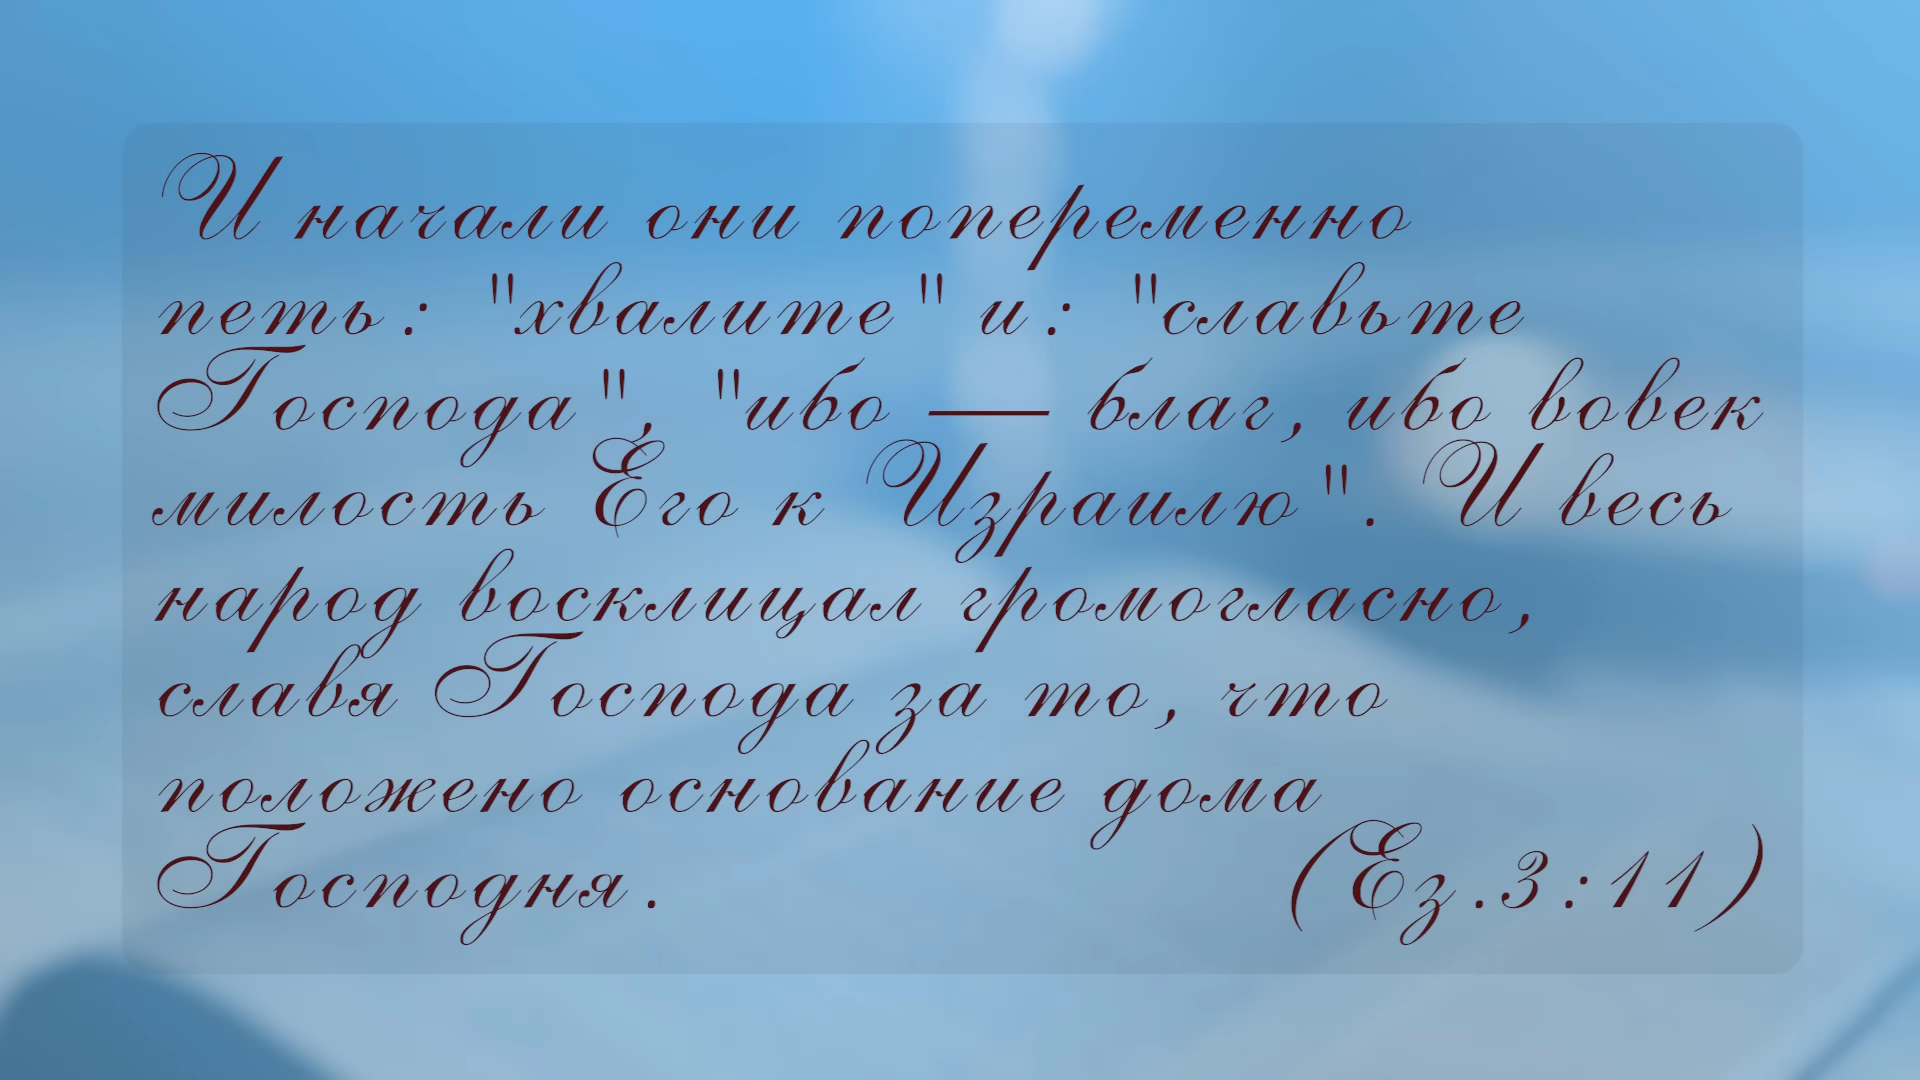 И начали они попеременно
петь: "хвалите" и: "славьте
Господа", "ибо — благ, ибо вовек
милость Его к Израилю". И весь
народ восклицал громогласно,
славя Господа за то, что
положено основание дома
Господня. (Ез.3:11)